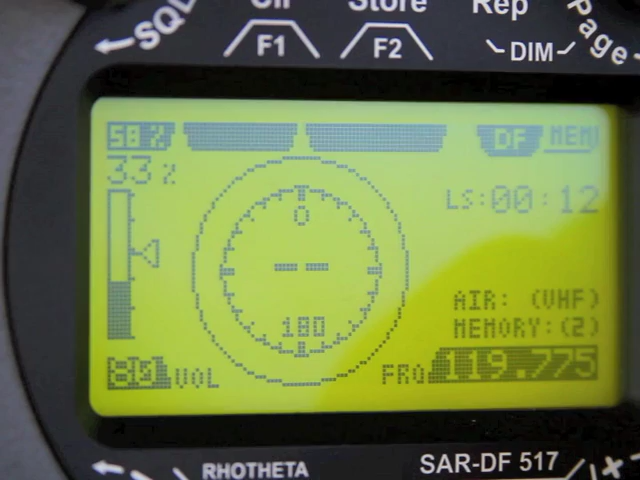 Store
Rep
SQL
F1
F2
DIM
Page
58%
DF
MEM
33%
LS:00:12
0
--
180
AIR: (VHF)
MEMORY:(2)
80 VOL
FRQ 119.775
RHOTHETA
SAR-DF 517